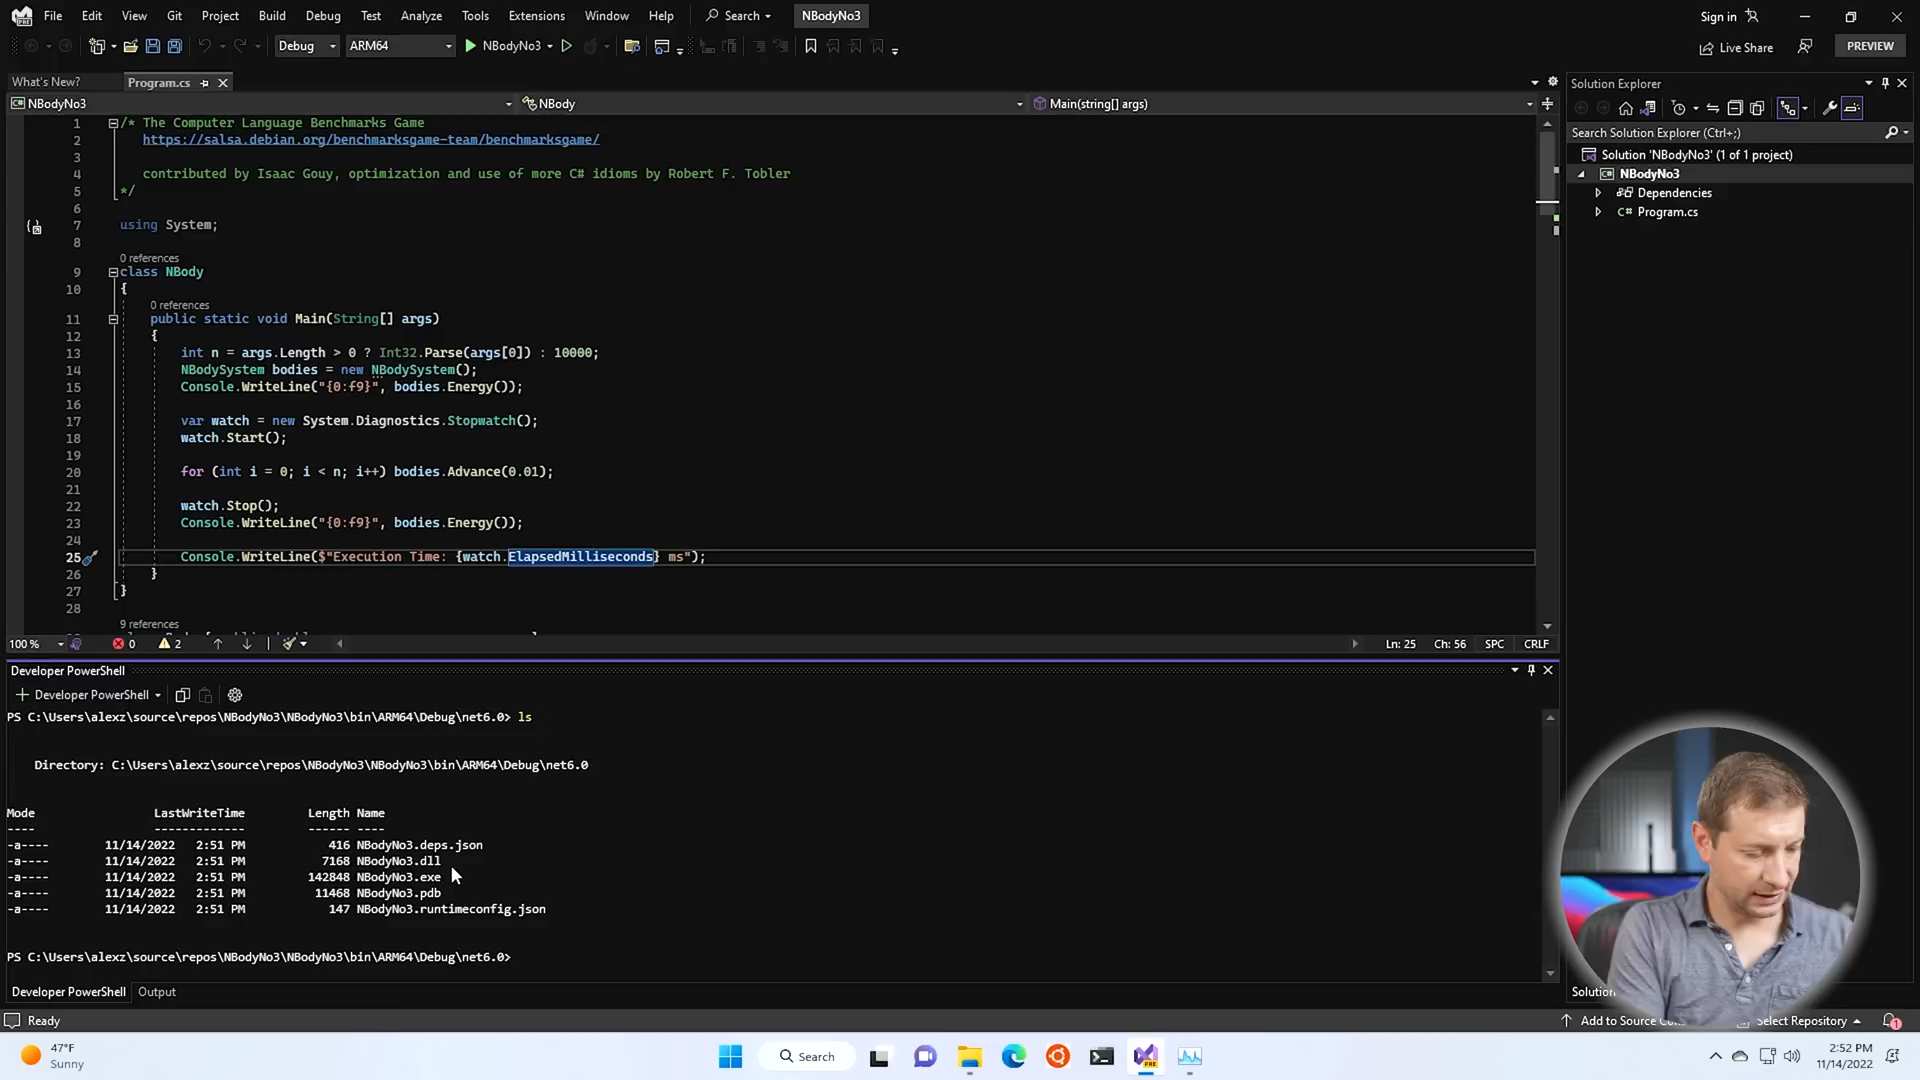 File Edit View Git Project Build Debug Test Analyze Tools Extensions Window Help Search NBodyNo3 Sign in
Debug ARM64 NBodyNo3 Live Share PREVIEW
What's New? Program.cs
NBodyNo3 NBody Main(string[] args)
1 /* The Computer Language Benchmarks Game
2 https://salsa.debian.org/benchmarksgame-team/benchmarksgame/
3
4 contributed by Isaac Gouy, optimization and use of more C# idioms by Robert F. Tobler
5 */
6
7 using System;
8
0 references
9 class NBody
10 {
0 references
11 public static void Main(String[] args)
12 {
13 int n = args.Length > 0 ? Int32.Parse(args[0]) : 10000;
14 NBodySystem bodies = new NBodySystem();
15 Console.WriteLine("{0:f9}", bodies.Energy());
16
17 var watch = new System.Diagnostics.Stopwatch();
18 watch.Start();
19
20 for (int i = 0; i < n; i++) bodies.Advance(0.01);
21
22 watch.Stop();
23 Console.WriteLine("{0:f9}", bodies.Energy());
24
25 Console.WriteLine($"Execution Time: {watch.ElapsedMilliseconds} ms");
26 }
27 }
28
9 references
100 % 0 2 Ln: 25 Ch: 56 SPC CRLF
Developer PowerShell
+ Developer PowerShell
PS C:\Users\alexz\source\repos\NBodyNo3\NBodyNo3\bin\ARM64\Debug\net6.0> ls
Directory: C:\Users\alexz\source\repos\NBodyNo3\NBodyNo3\bin\ARM64\Debug\net6.0
Mode LastWriteTime Length Name
---- ------------- ------ ----
-a---- 11/14/2022 2:51 PM 416 NBodyNo3.deps.json
-a---- 11/14/2022 2:51 PM 7168 NBodyNo3.dll
-a---- 11/14/2022 2:51 PM 142848 NBodyNo3.exe
-a---- 11/14/2022 2:51 PM 11468 NBodyNo3.pdb
-a---- 11/14/2022 2:51 PM 147 NBodyNo3.runtimeconfig.json
PS C:\Users\alexz\source\repos\NBodyNo3\NBodyNo3\bin\ARM64\Debug\net6.0>
Developer PowerShell Output
Solution Explorer
Search Solution Explorer (Ctrl+;)
Solution 'NBodyNo3' (1 of 1 project)
NBodyNo3
Dependencies
C# Program.cs
Ready Add to Source Select Repository 1
47°F
Sunny
Search
2:52 PM
11/14/2022